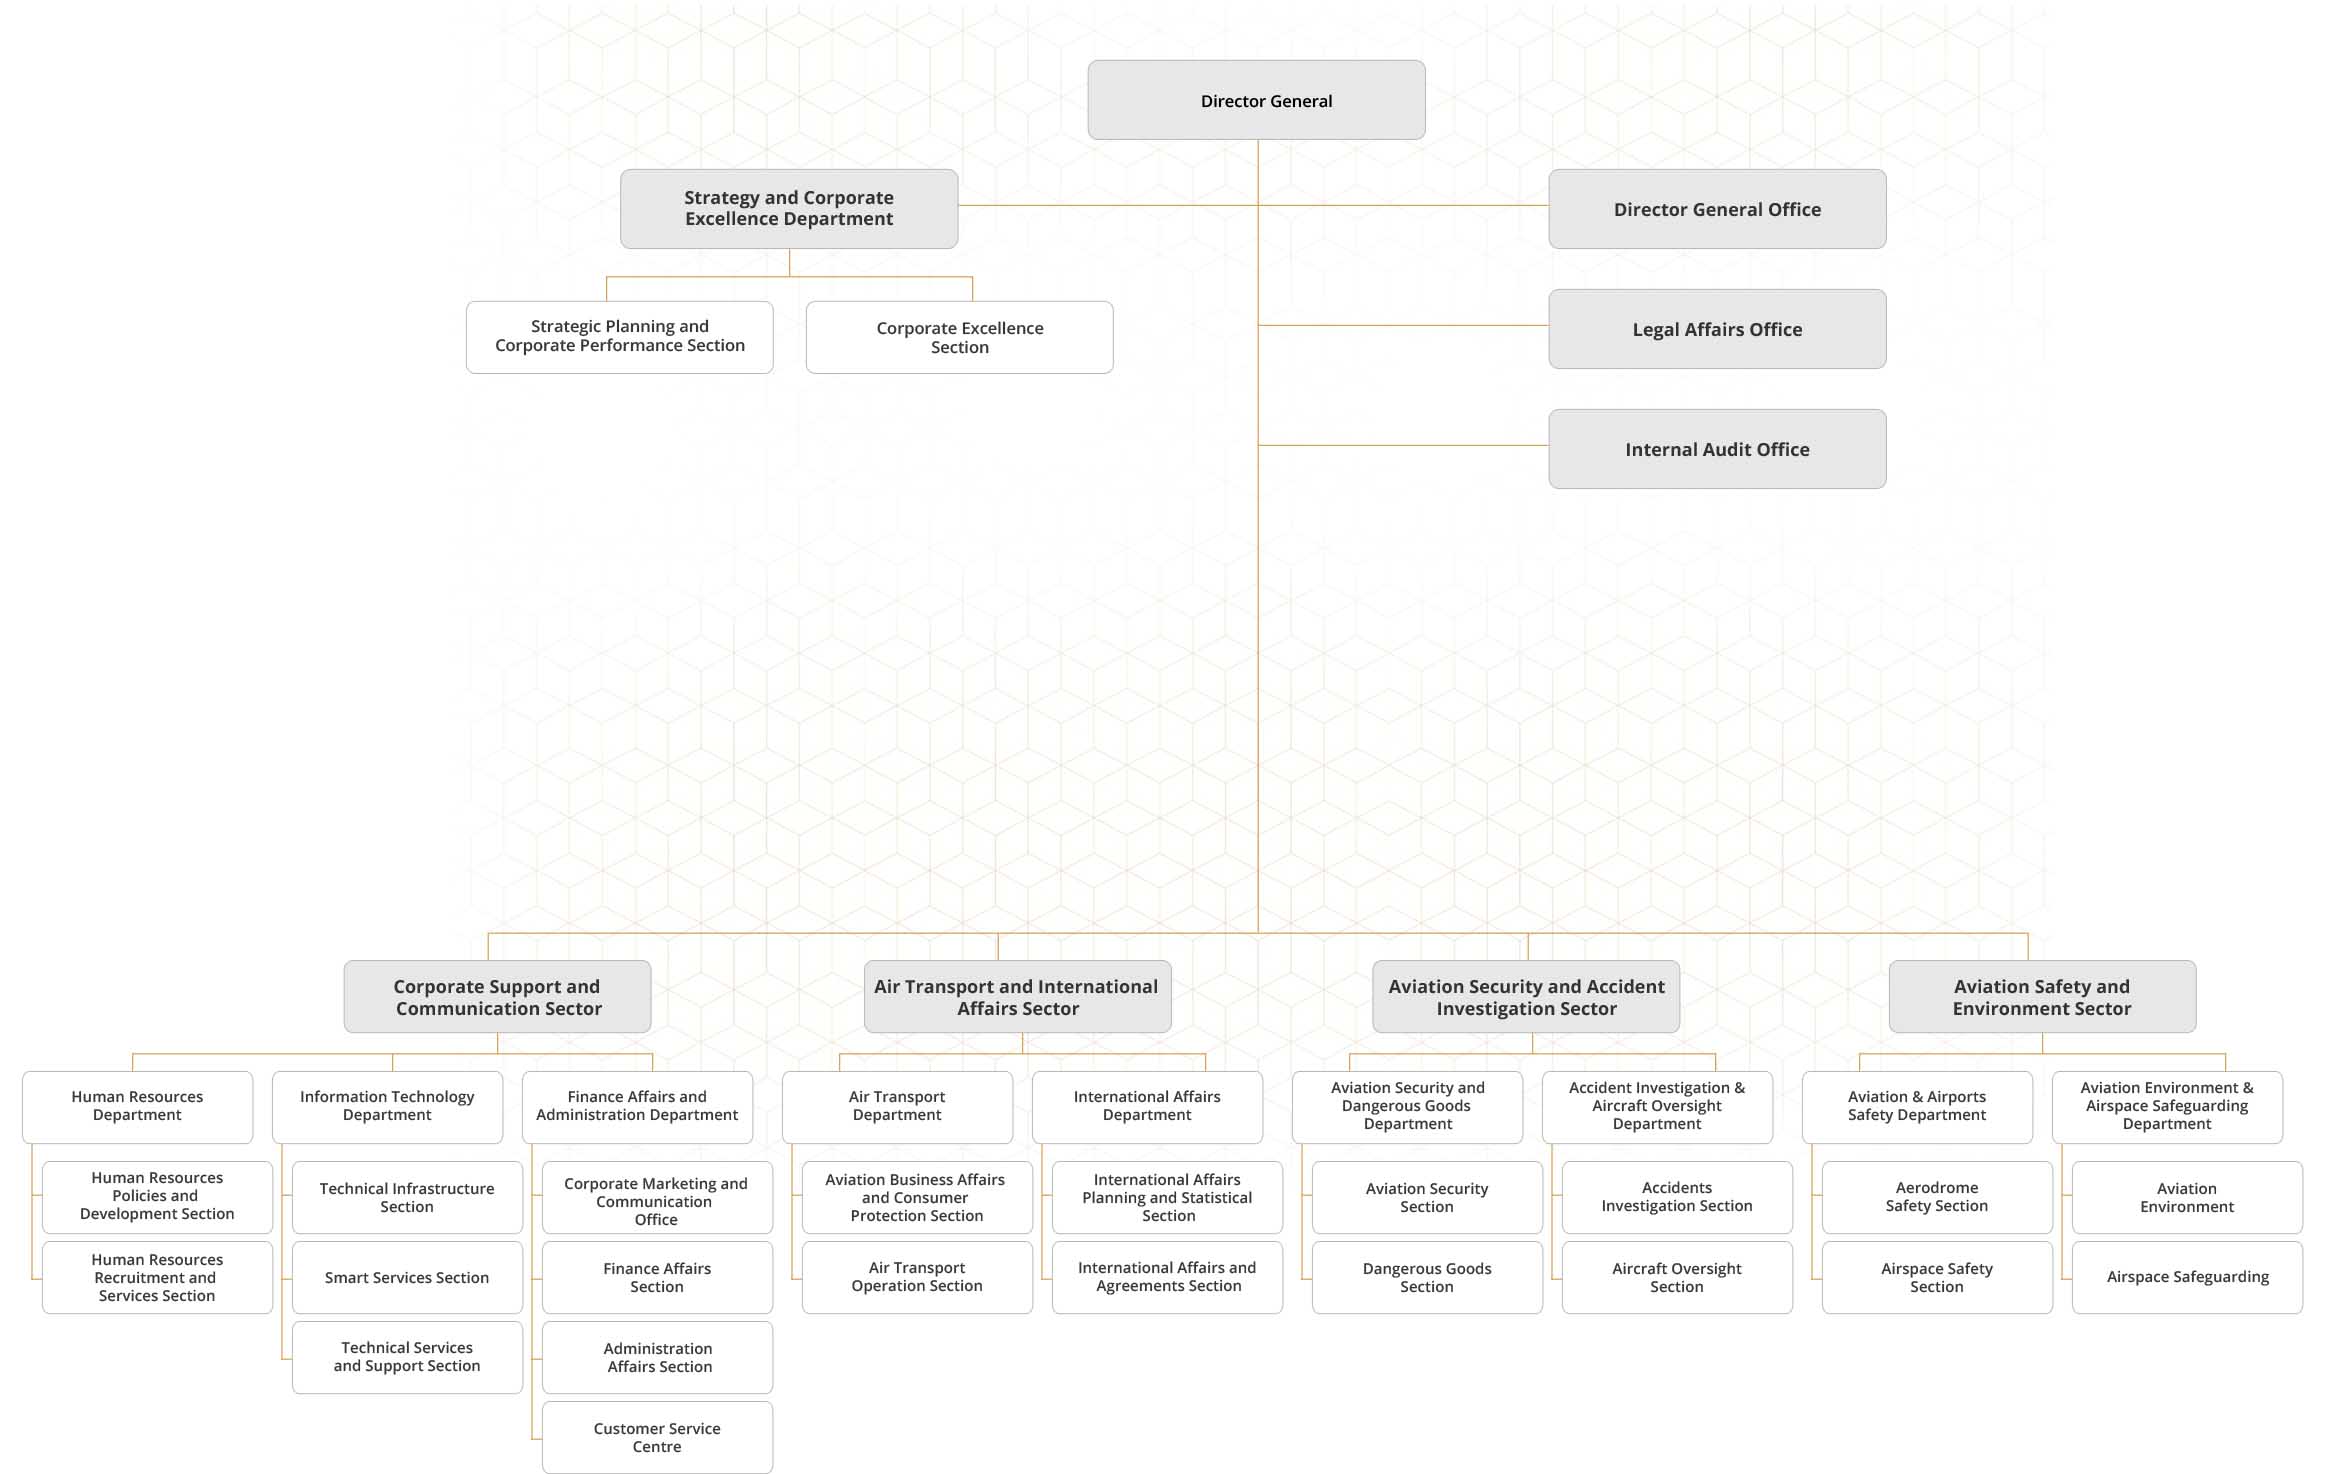 Director General
Strategy and Corporate
Excellence Department
Director General Office
Strategic Planning and
Corporate Performance Section
Corporate Excellence
Section
Legal Affairs Office
Internal Audit Office
Corporate Support and
Communication Sector
Air Transport and International
Affairs Sector
Aviation Security and Accident
Investigation Sector
Aviation Safety and
Environment Sector
Human Resources
Department
Information Technology
Department
Finance Affairs and
Administration Department
Air Transport
Department
International Affairs
Department
Aviation Security and
Dangerous Goods
Department
Accident Investigation &
Aircraft Oversight
Department
Aviation & Airports
Safety Department
Aviation Environment &
Airspace Safeguarding
Department
Human Resources
Policies and
Development Section
Technical Infrastructure
Section
Corporate Marketing and
Communication
Office
Aviation Business Affairs
and Consumer
Protection Section
International Affairs
Planning and Statistical
Section
Aviation Security
Section
Accidents
Investigation Section
Aerodrome
Safety Section
Aviation
Environment
Human Resources
Recruitment and
Services Section
Smart Services Section
Finance Affairs
Section
Air Transport
Operation Section
International Affairs and
Agreements Section
Dangerous Goods
Section
Aircraft Oversight
Section
Airspace Safety
Section
Airspace Safeguarding
Technical Services
and Support Section
Administration
Affairs Section
Customer Service
Centre